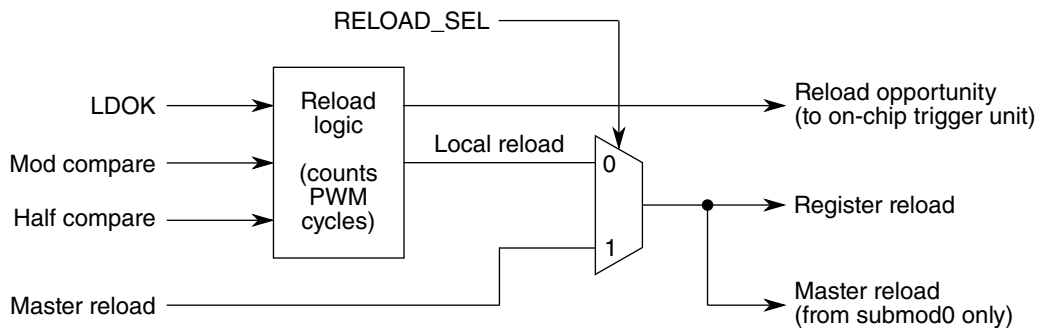 RELOAD_SEL
LDOK
Mod compare
Half compare
Master reload
Reload
logic
(counts
PWM
cycles)
Local reload
0
1
Reload opportunity
(to on-chip trigger unit)
Register reload
Master reload
(from submod0 only)